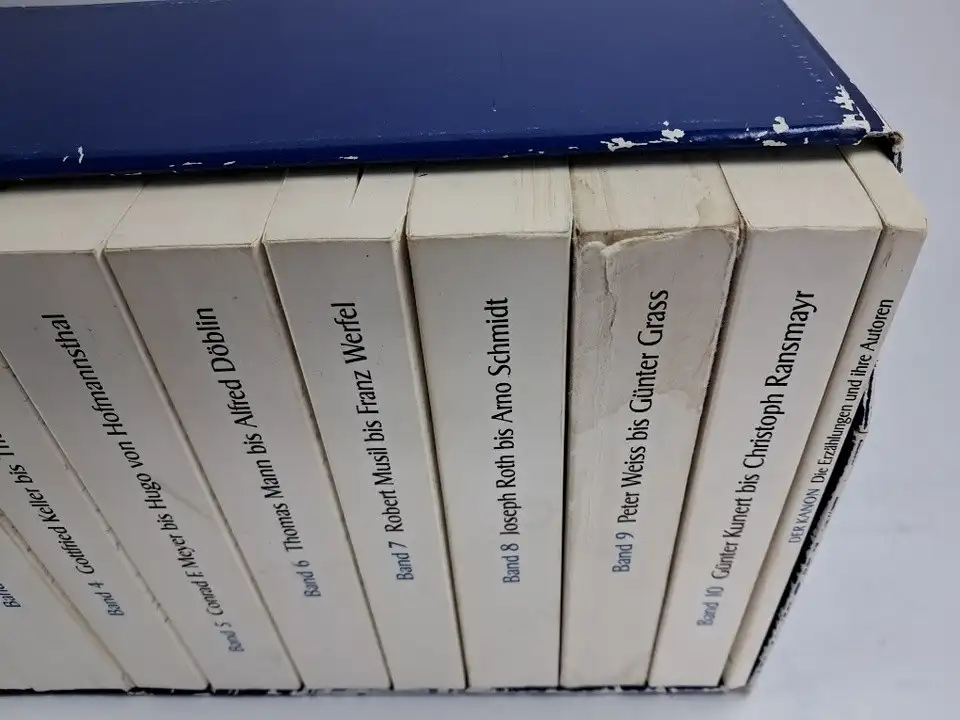 Band
Band 4 Gottfried Keller bis
Band 5 Conrad F. Meyer bis Hugo von Hofmannsthal
Band 6 Thomas Mann bis Alfred Döblin
Band 7 Robert Musil bis Franz Werfel
Band 8 Joseph Roth bis Arno Schmidt
Band 9 Peter Weiss bis Günter Grass
Band 10 Günter Kunert bis Christoph Ransmayr
DER KANON Die Erzählungen und ihre Autoren